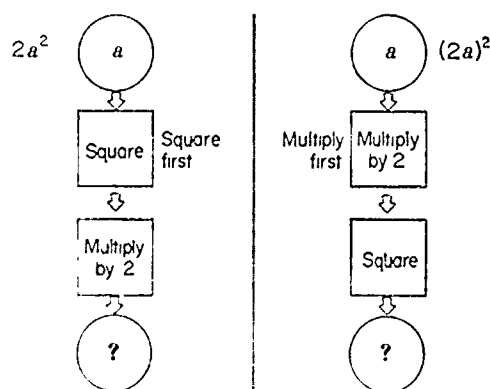 2a²
a
Square
Square
first
Multiply
by 2
?
a
(2a)²
Multiply
first
Multiply
by 2
Square
?